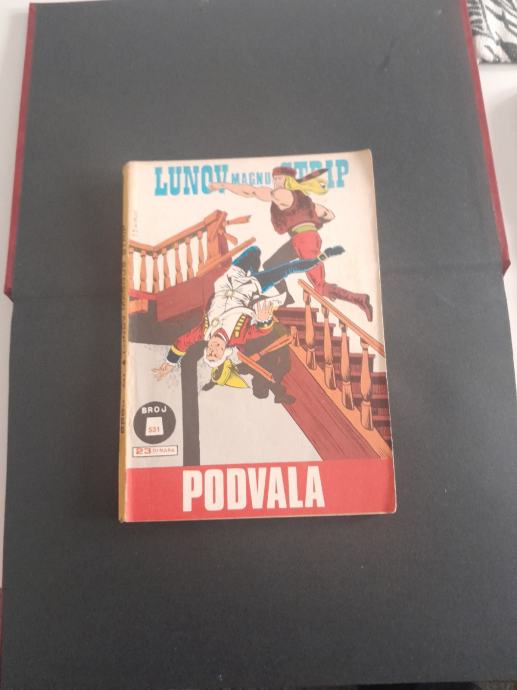 LUNOV MAGNUS STRIP
BROJ
531
23 DINARA
PODVALA